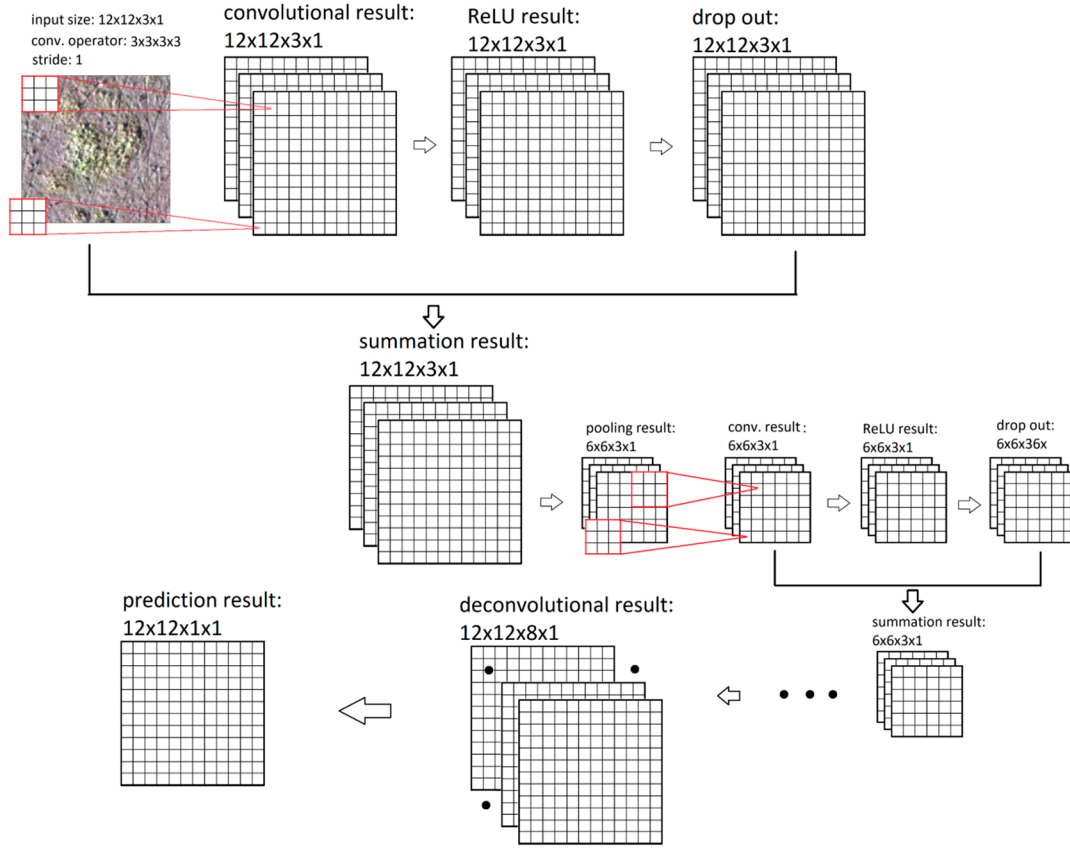 input size: 12x12x3x1
conv. operator: 3x3x3x3
stride: 1
convolutional result:
12x12x3x1
ReLU result:
12x12x3x1
drop out:
12x12x3x1
summation result:
12x12x3x1
pooling result:
6x6x3x1
conv. result:
6x6x3x1
ReLU result:
6x6x3x1
drop out:
6x6x36x
summation result:
6x6x3x1
deconvolutional result:
12x12x8x1
prediction result:
12x12x1x1